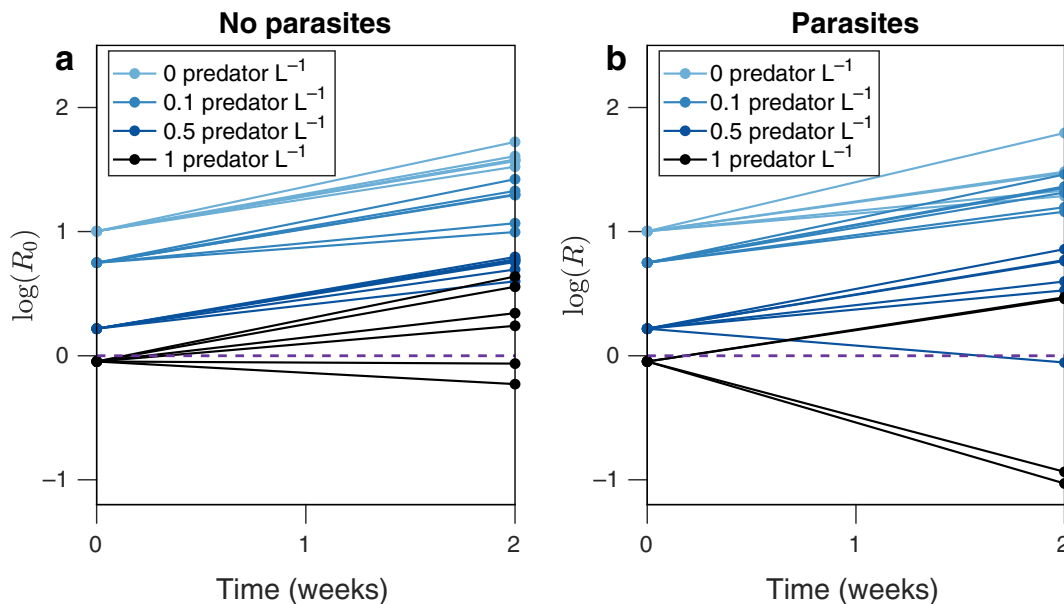 No parasites
a
0 predator L⁻¹
0.1 predator L⁻¹
0.5 predator L⁻¹
1 predator L⁻¹
2
1
0
−1
log(R₀)
0
1
2
Time (weeks)
Parasites
b
0 predator L⁻¹
0.1 predator L⁻¹
0.5 predator L⁻¹
1 predator L⁻¹
2
1
0
−1
log(R)
0
1
2
Time (weeks)